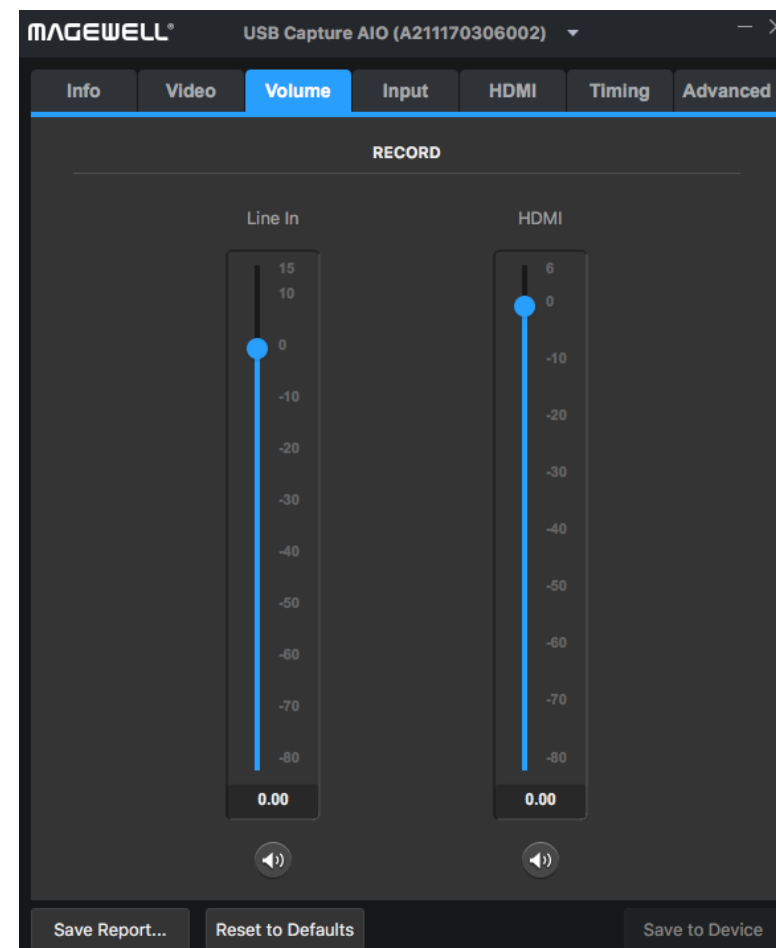 MAGEWELL® USB Capture AIO (A211170306002)
Info Video Volume Input HDMI Timing Advanced
RECORD
Line In HDMI
15 6
10 0
0 -10
-10 -20
-20 -30
-30 -40
-40 -50
-50 -60
-60 -70
-70 -80
-80
0.00 0.00
Save Report... Reset to Defaults Save to Device